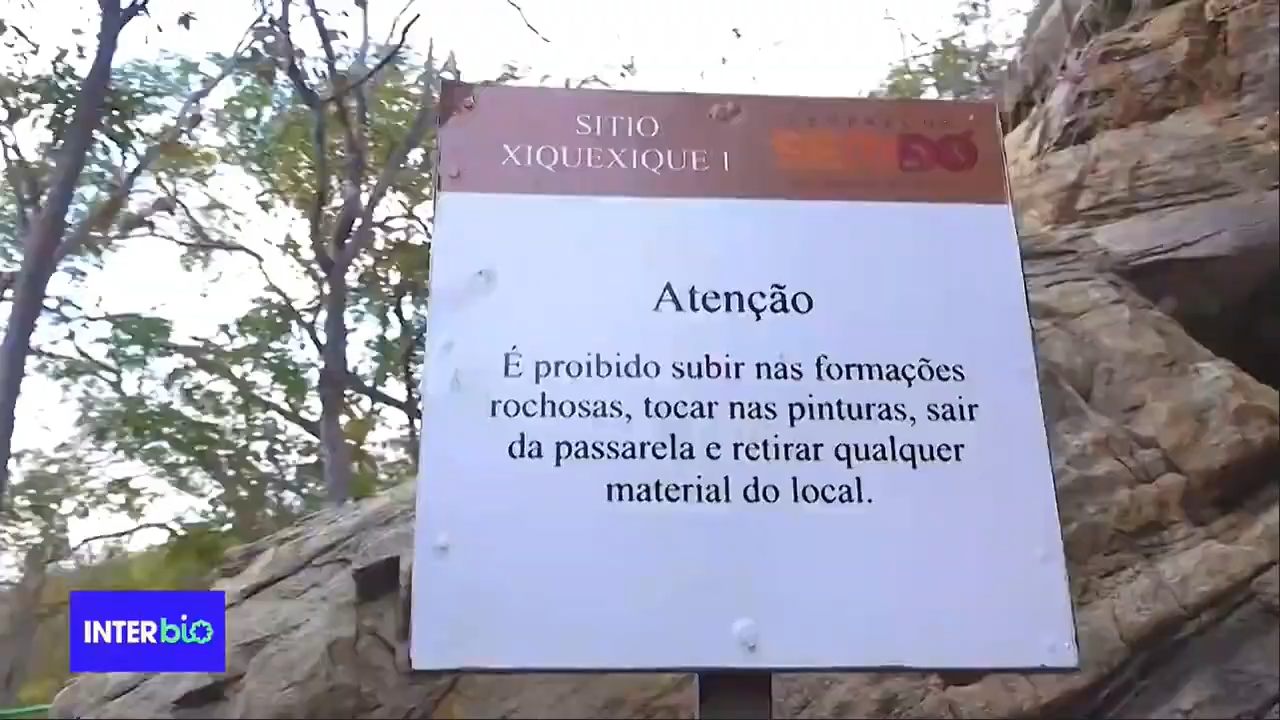 SITIO
XIQUEXIQUE I
SERIDÓ
Atenção
É proibido subir nas formações
rochosas, tocar nas pinturas, sair
da passarela e retirar qualquer
material do local.
INTERbio